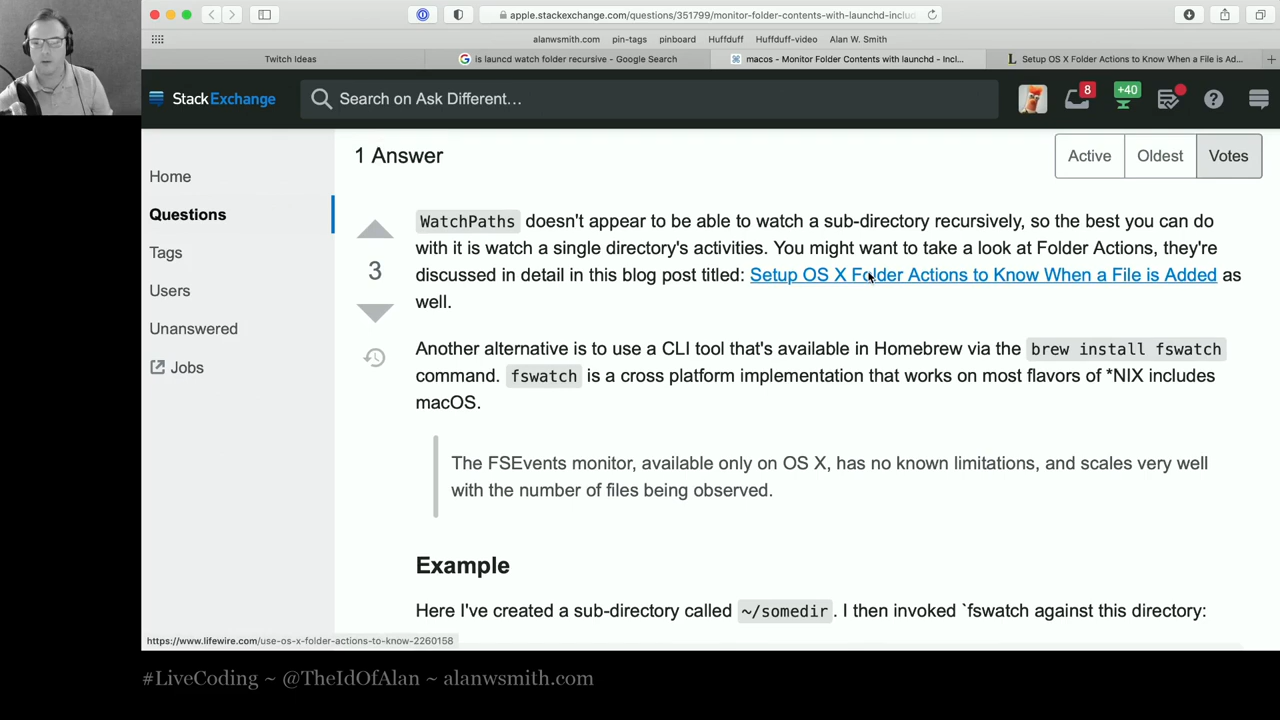 apple.stackexchange.com/questions/351799/monitor-folder-contents-with-launchd-inclu
alanwsmith.com pin-tags pinboard Huffduff Huffduff-video Alan W. Smith
Twitch Ideas
is launcd watch folder recursive - Google Search
macos - Monitor Folder Contents with launchd - Incl...
Setup OS X Folder Actions to Know When a File is Ad...
StackExchange
Search on Ask Different...
8
+40
Home
Questions
Tags
Users
Unanswered
Jobs
1 Answer
Active Oldest Votes
3
WatchPaths doesn't appear to be able to watch a sub-directory recursively, so the best you can do
with it is watch a single directory's activities. You might want to take a look at Folder Actions, they're
discussed in detail in this blog post titled: Setup OS X Folder Actions to Know When a File is Added as
well.
Another alternative is to use a CLI tool that's available in Homebrew via the brew install fswatch
command. fswatch is a cross platform implementation that works on most flavors of *NIX includes
macOS.
The FSEvents monitor, available only on OS X, has no known limitations, and scales very well
with the number of files being observed.
Example
Here I've created a sub-directory called ~/somedir. I then invoked `fswatch against this directory:
https://www.lifewire.com/use-os-x-folder-actions-to-know-2260158
#LiveCoding ~ @TheIdOfAlan ~ alanwsmith.com